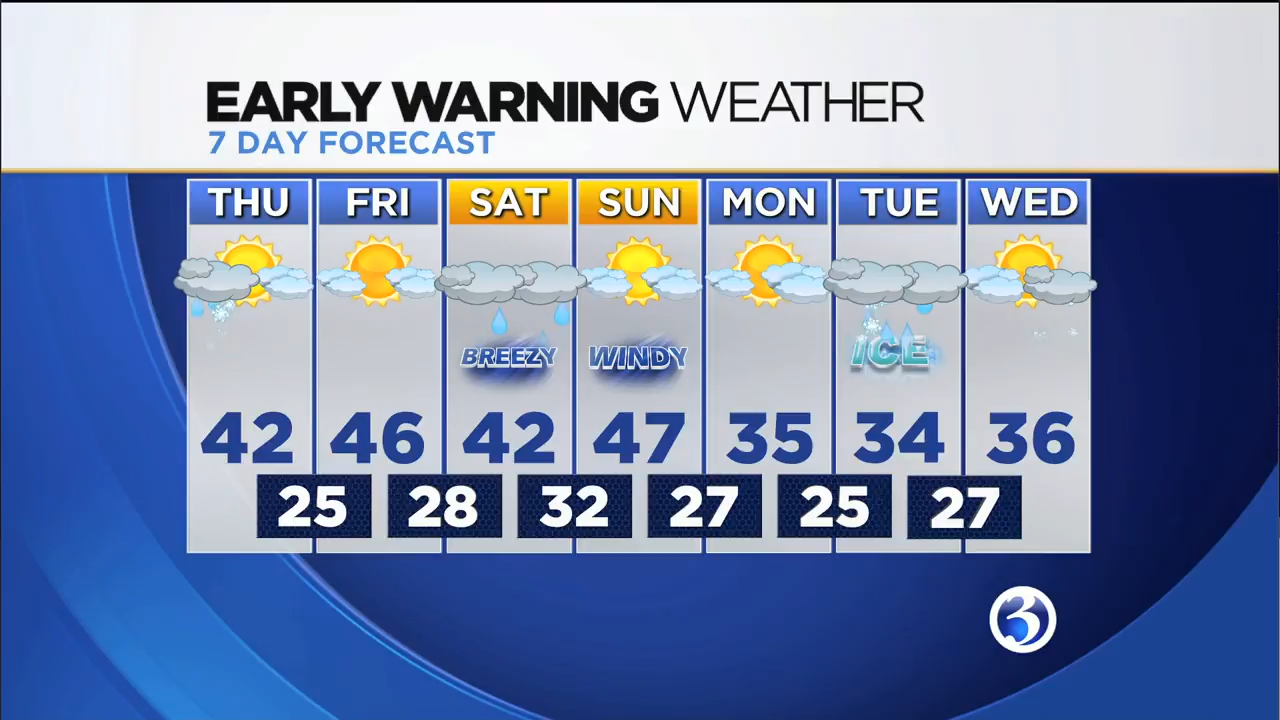 EARLY WARNING WEATHER
7 DAY FORECAST
THU FRI SAT SUN MON TUE WED
BREEZY WINDY ICE
42 46 42 47 35 34 36
25 28 32 27 25 27
3